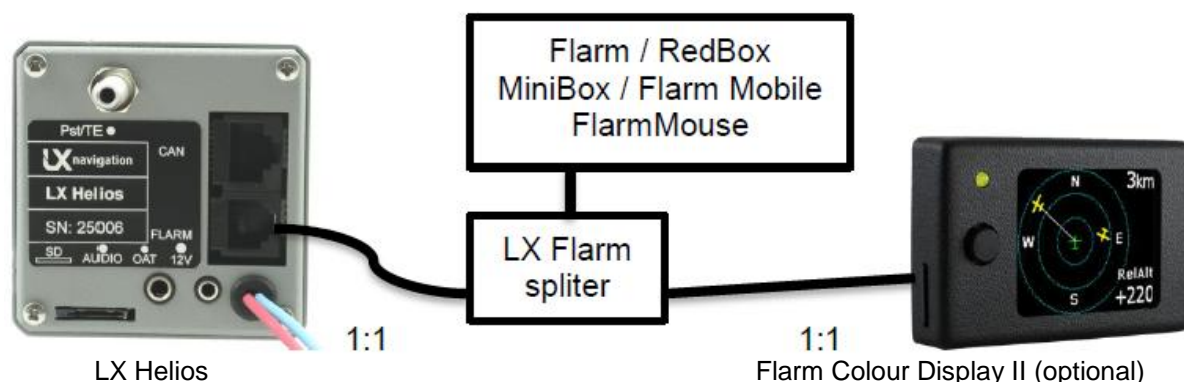 Flarm / RedBox
MiniBox / Flarm Mobile
FlarmMouse
Pst/TE
CAN
LX navigation
LX Helios
SN: 25006
FLARM
SD
AUDIO OAT 12V
LX Flarm
spliter
N
3km
W
E
RelAlt
S
+220
1:1
1:1
LX Helios
Flarm Colour Display II (optional)